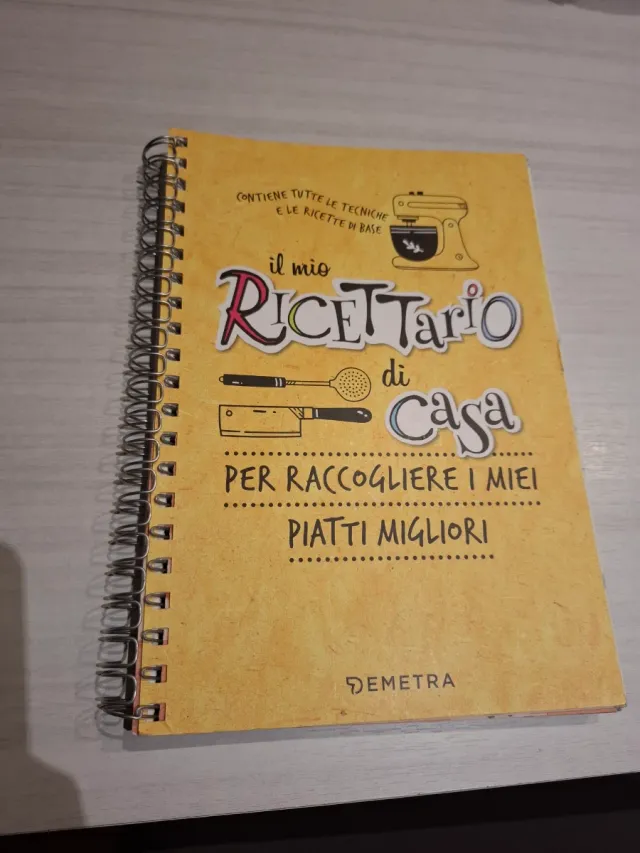 CONTIENE TUTTE LE TECNICHE
E LE RICETTE DI BASE
il mio
RICETTario
di
casa
PER RACCOGLIERE I MIEI
PIATTI MIGLIORI
DEMETRA